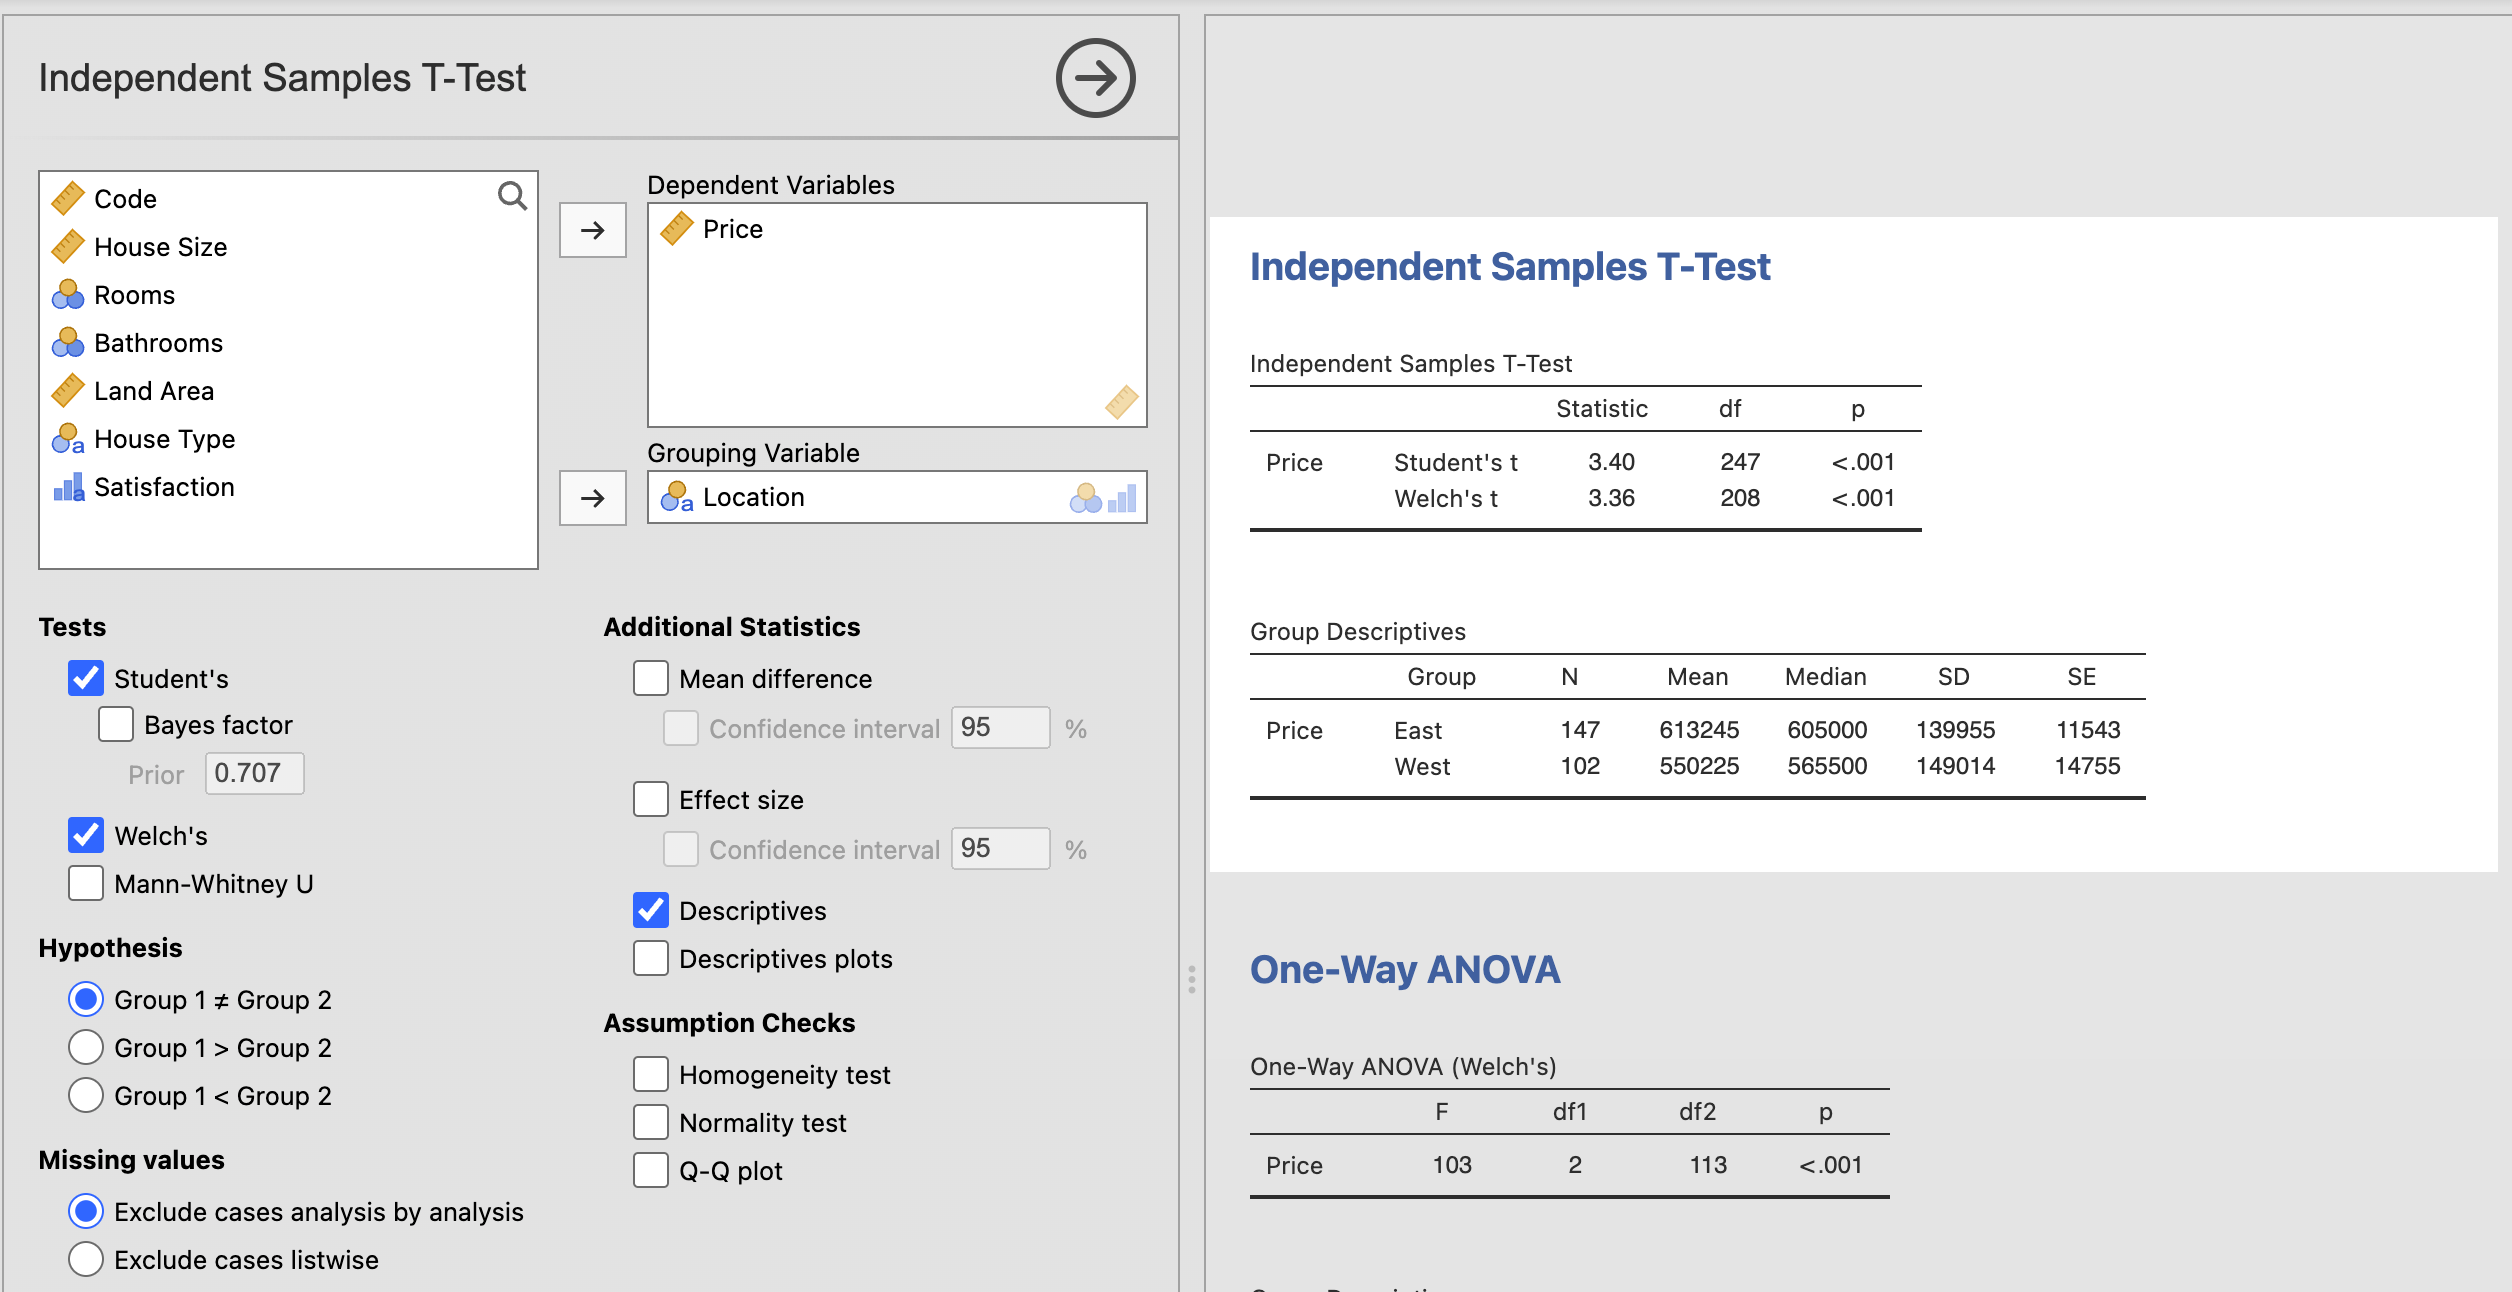 Independent Samples T-Test
Code
House Size
Rooms
Bathrooms
Land Area
House Type
Satisfaction
Dependent Variables
Price
Grouping Variable
Location
Tests
Student's
Bayes factor
Prior 0.707
Welch's
Mann-Whitney U
Hypothesis
Group 1 ≠ Group 2
Group 1 > Group 2
Group 1 < Group 2
Missing values
Exclude cases analysis by analysis
Exclude cases listwise
Additional Statistics
Mean difference
Confidence interval 95 %
Effect size
Confidence interval 95 %
Descriptives
Descriptives plots
Assumption Checks
Homogeneity test
Normality test
Q-Q plot
Independent Samples T-Test
Independent Samples T-Test
Statistic df p
Price Student's t 3.40 247 <.001
Welch's t 3.36 208 <.001
Group Descriptives
Group N Mean Median SD SE
Price East 147 613245 605000 139955 11543
West 102 550225 565500 149014 14755
One-Way ANOVA
One-Way ANOVA (Welch's)
F df1 df2 p
Price 103 2 113 <.001